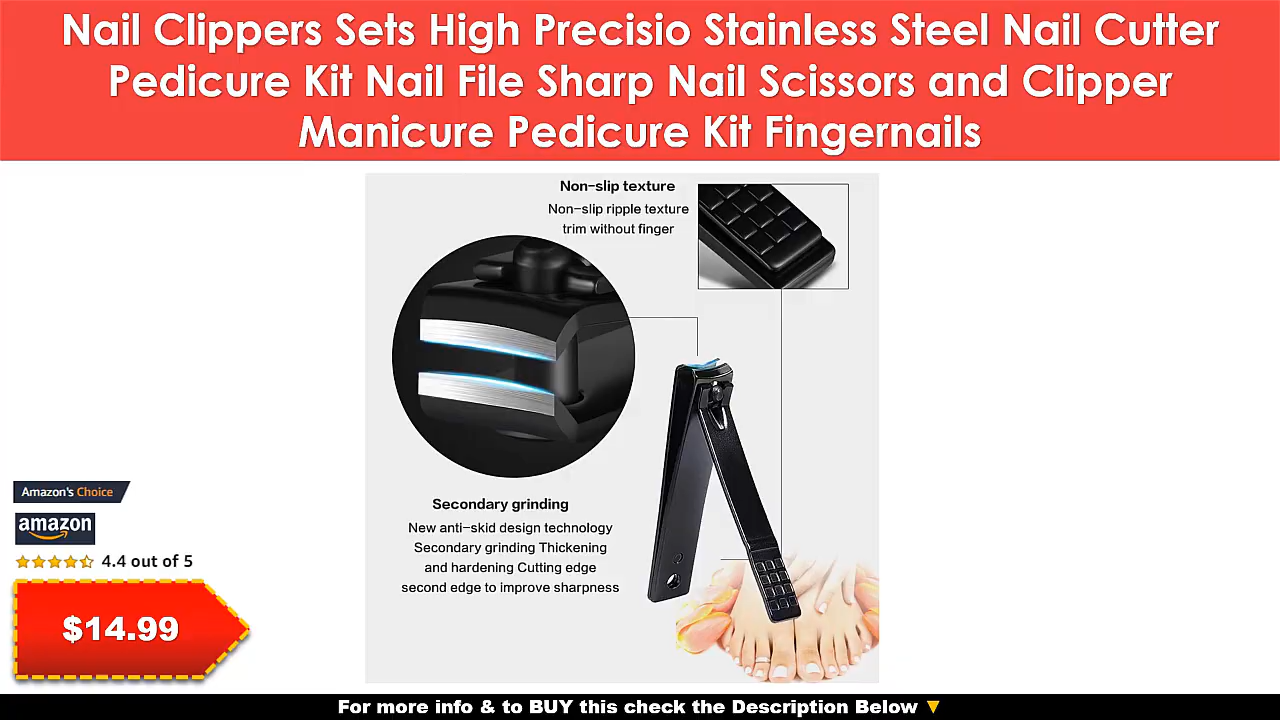 Nail Clippers Sets High Precisio Stainless Steel Nail Cutter
Pedicure Kit Nail File Sharp Nail Scissors and Clipper
Manicure Pedicure Kit Fingernails
Non-slip texture
Non-slip ripple texture
trim without finger
Secondary grinding
New anti-skid design technology
Secondary grinding Thickening
and hardening Cutting edge
second edge to improve sharpness
Amazon's Choice
amazon
4.4 out of 5
$14.99
For more info & to BUY this check the Description Below ▼